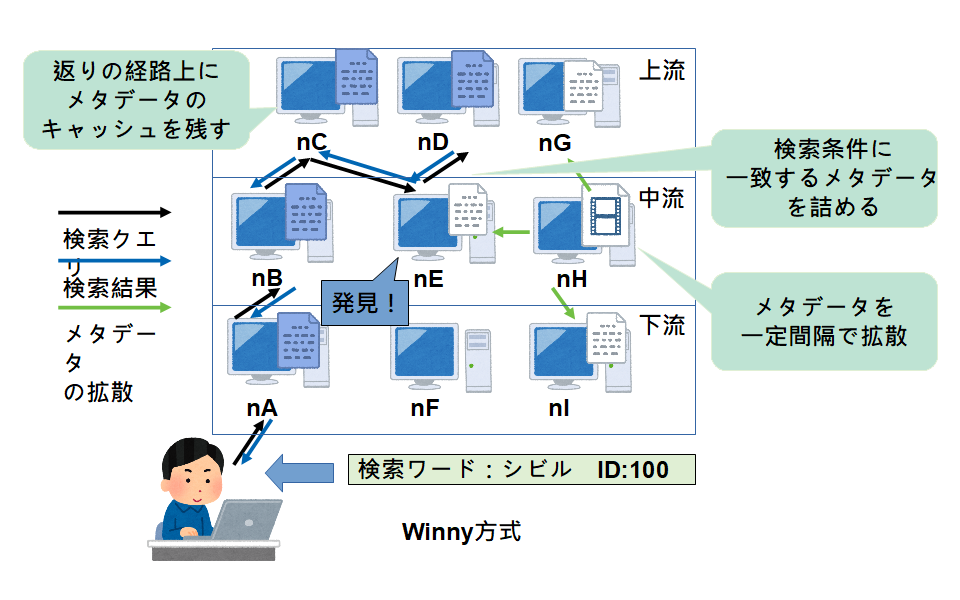 返りの経路上に
メタデータの
キャッシュを残す
上流
nC
nD
nG
検索条件に
一致するメタデータ
を詰める
中流
検索クエ
リ
検索結果
メタデー
タ
の拡散
nB
nE
nH
発見！
メタデータを
一定間隔で拡散
下流
nA
nF
nI
検索ワード：シビル　ID:100
Winny方式